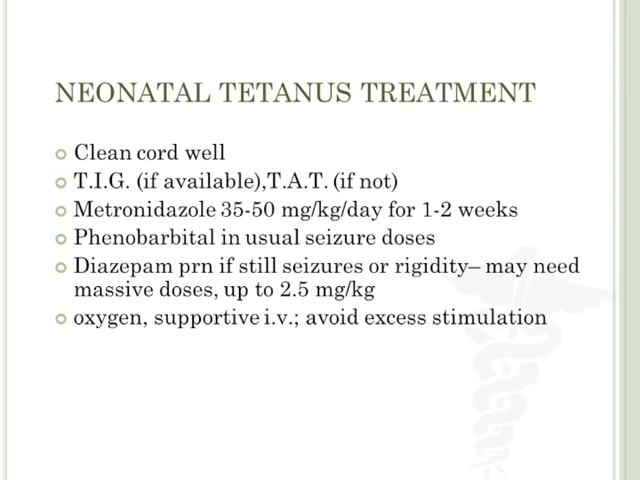 NEONATAL TETANUS TREATMENT
Clean cord well
T.I.G. (if available),T.A.T. (if not)
Metronidazole 35-50 mg/kg/day for 1-2 weeks
Phenobarbital in usual seizure doses
Diazepam prn if still seizures or rigidity– may need
massive doses, up to 2.5 mg/kg
oxygen, supportive i.v.; avoid excess stimulation